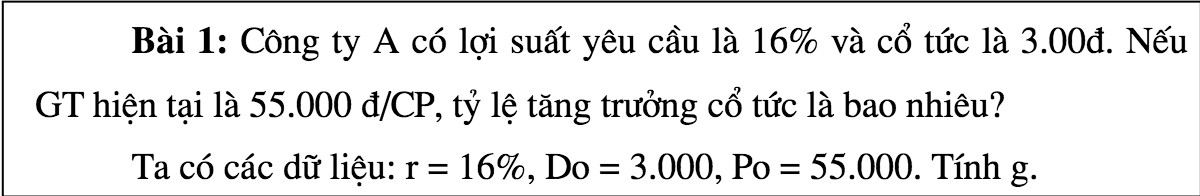 Bài 1: Công ty A có lợi suất yêu cầu là 16% và cổ tức là 3.00đ. Nếu
GT hiện tại là 55.000 đ/CP, tỷ lệ tăng trưởng cổ tức là bao nhiêu?
Ta có các dữ liệu: r = 16%, Do = 3.000, Po = 55.000. Tính g.